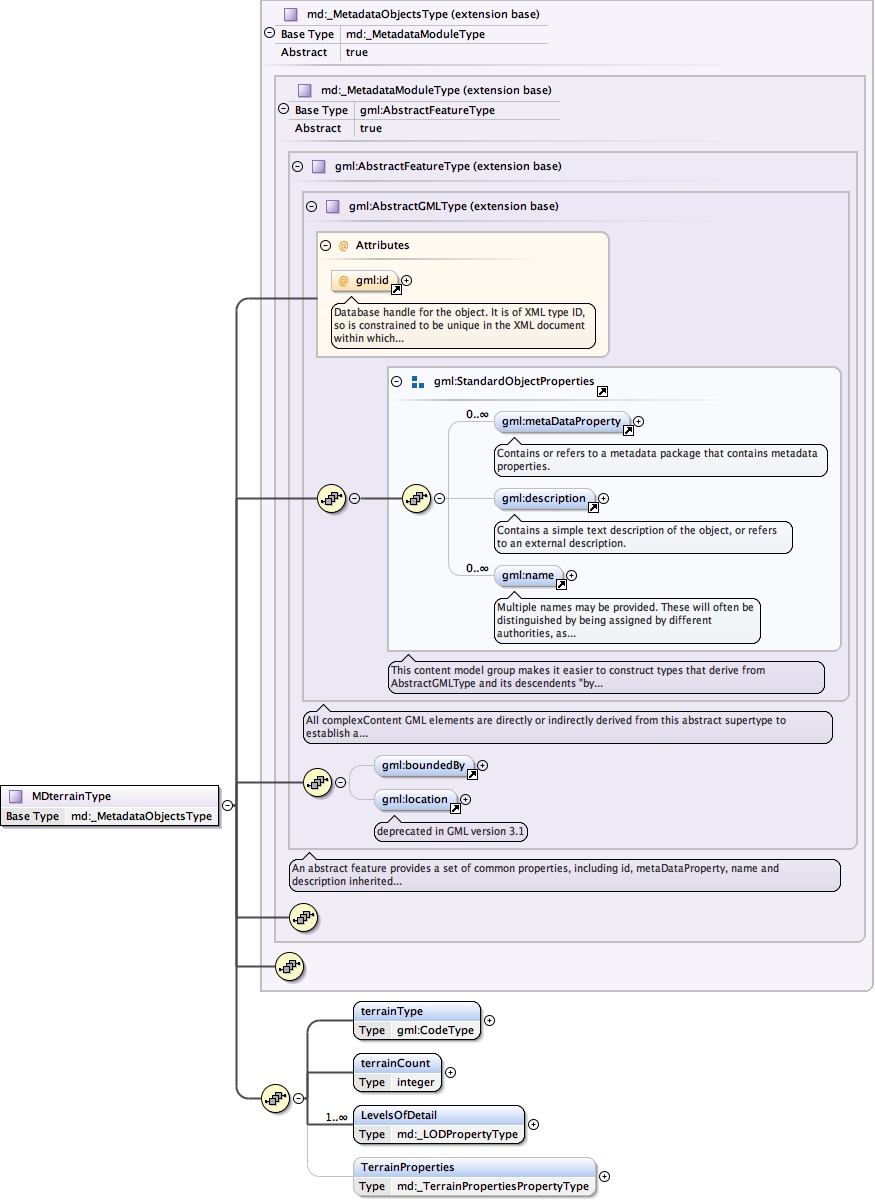 md:_MetadataObjectsType (extension base)
Base Type md:_MetadataModuleType
Abstract true
md:_MetadataModuleType (extension base)
Base Type gml:AbstractFeatureType
Abstract true
gml:AbstractFeatureType (extension base)
gml:AbstractGMLType (extension base)
@ Attributes
@ gml:id
Database handle for the object. It is of XML type ID,
so is constrained to be unique in the XML document
within which...
gml:StandardObjectProperties
0..∞
gml:metaDataProperty
Contains or refers to a metadata package that contains metadata
properties.
gml:description
Contains a simple text description of the object, or refers
to an external description.
0..∞
gml:name
Multiple names may be provided. These will often be
distinguished by being assigned by different
authorities, as...
This content model group makes it easier to construct types that derive from
AbstractGMLType and its descendents "by...
All complexContent GML elements are directly or indirectly derived from this abstract supertype to
establish a...
gml:boundedBy
gml:location
deprecated in GML version 3.1
MDterrainType
Base Type md:_MetadataObjectsType
An abstract feature provides a set of common properties, including id, metaDataProperty, name and
description inherited...
terrainType
Type gml:CodeType
terrainCount
Type integer
1..∞
LevelsOfDetail
Type md:_LODPropertyType
TerrainProperties
Type md:_TerrainPropertiesPropertyType